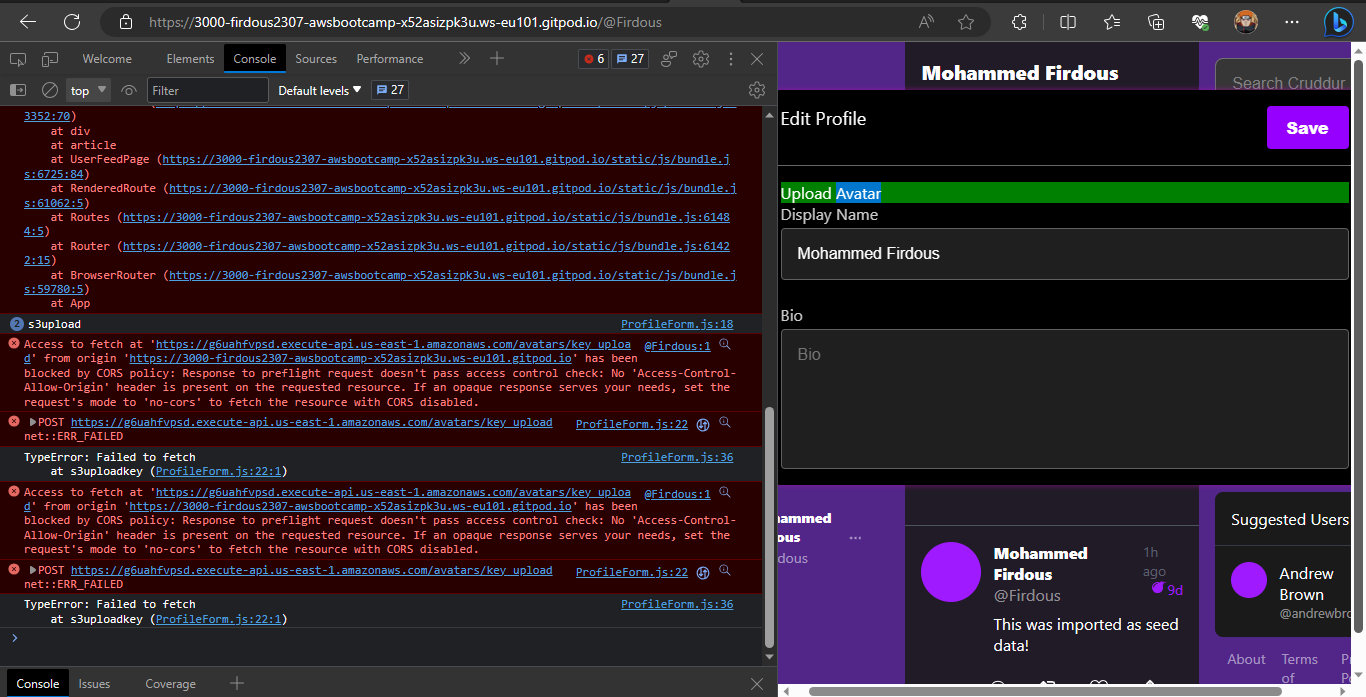 https://3000-firdous2307-awsbootcamp-x52asizpk3u.ws-eu101.gitpod.io/@Firdous
Welcome Elements Console Sources Performance 6 27
top Filter Default levels 27
3352:70)
at div
at article
at UserFeedPage (https://3000-firdous2307-awsbootcamp-x52asizpk3u.ws-eu101.gitpod.io/static/js/bundle.j
s:6725:84)
at RenderedRoute (https://3000-firdous2307-awsbootcamp-x52asizpk3u.ws-eu101.gitpod.io/static/js/bundle.j
s:61062:5)
at Routes (https://3000-firdous2307-awsbootcamp-x52asizpk3u.ws-eu101.gitpod.io/static/js/bundle.js:6148
4:5)
at Router (https://3000-firdous2307-awsbootcamp-x52asizpk3u.ws-eu101.gitpod.io/static/js/bundle.js:6142
2:15)
at BrowserRouter (https://3000-firdous2307-awsbootcamp-x52asizpk3u.ws-eu101.gitpod.io/static/js/bundle.j
s:59780:5)
at App
2 s3upload ProfileForm.js:18
Access to fetch at 'https://g6uahfvpsd.execute-api.us-east-1.amazonaws.com/avatars/key_uploa @Firdous:1
d' from origin 'https://3000-firdous2307-awsbootcamp-x52asizpk3u.ws-eu101.gitpod.io' has been
blocked by CORS policy: Response to preflight request doesn't pass access control check: No 'Access-Control-
Allow-Origin' header is present on the requested resource. If an opaque response serves your needs, set the
request's mode to 'no-cors' to fetch the resource with CORS disabled.
POST https://g6uahfvpsd.execute-api.us-east-1.amazonaws.com/avatars/key_upload ProfileForm.js:22
net::ERR_FAILED
TypeError: Failed to fetch ProfileForm.js:36
at s3uploadkey (ProfileForm.js:22:1)
Access to fetch at 'https://g6uahfvpsd.execute-api.us-east-1.amazonaws.com/avatars/key_uploa @Firdous:1
d' from origin 'https://3000-firdous2307-awsbootcamp-x52asizpk3u.ws-eu101.gitpod.io' has been
blocked by CORS policy: Response to preflight request doesn't pass access control check: No 'Access-Control-
Allow-Origin' header is present on the requested resource. If an opaque response serves your needs, set the
request's mode to 'no-cors' to fetch the resource with CORS disabled.
POST https://g6uahfvpsd.execute-api.us-east-1.amazonaws.com/avatars/key_upload ProfileForm.js:22
net::ERR_FAILED
TypeError: Failed to fetch ProfileForm.js:36
at s3uploadkey (ProfileForm.js:22:1)
Console Issues Coverage
Mohammed Firdous
Search Cruddur
Edit Profile
Save
Upload Avatar
Display Name
Mohammed Firdous
Bio
Bio
ammed
ous
dous
Mohammed
Firdous
@Firdous
1h
ago
9d
This was imported as seed
data!
Suggested Users
Andrew
Brown
@andrewbro
About Terms
of